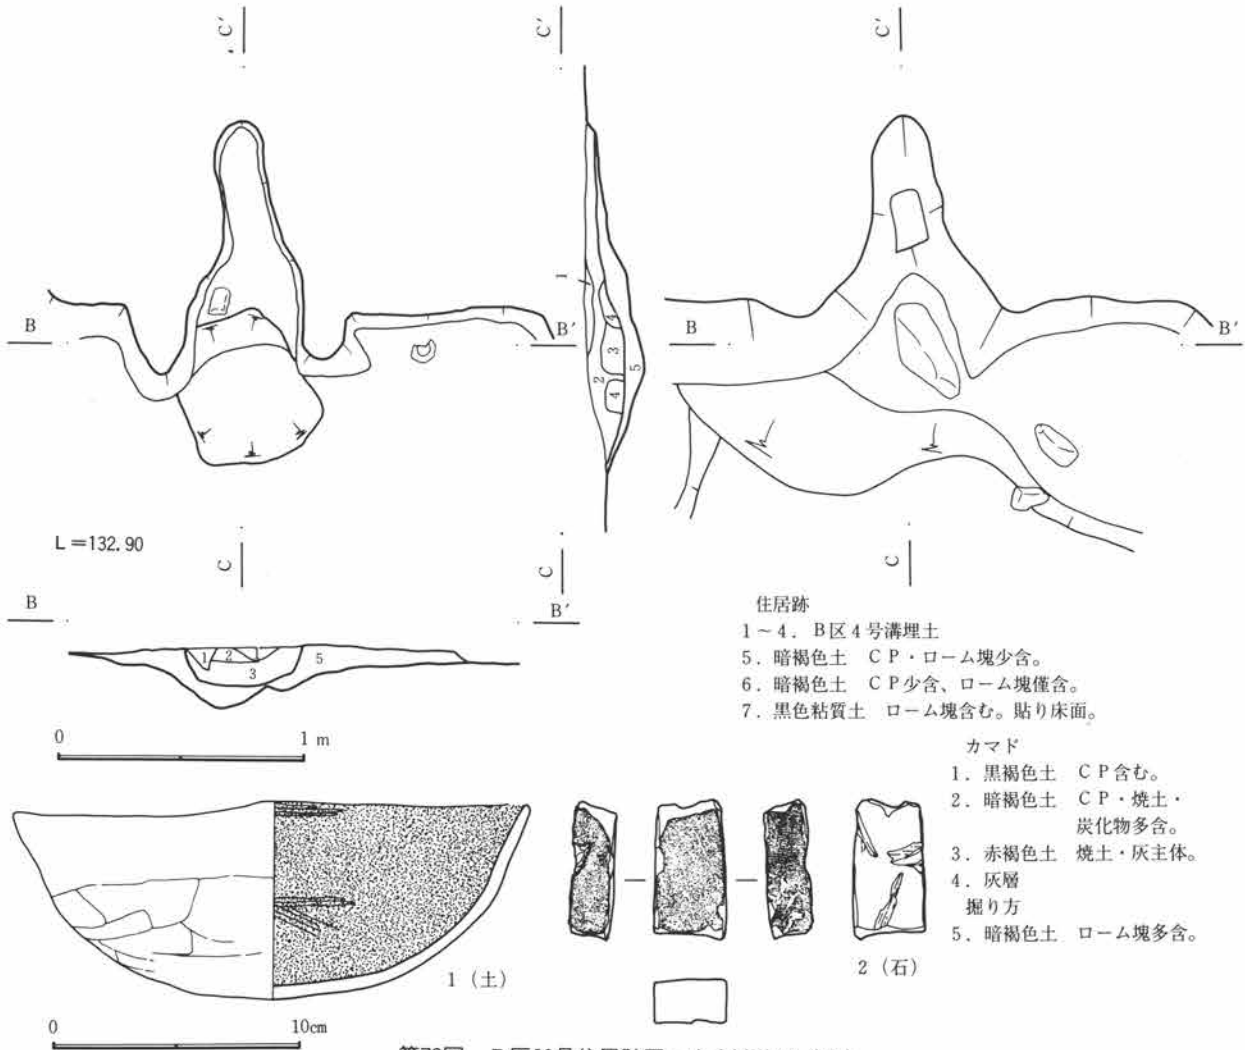 C′
C′
C′
B
B′
B
B′
1
4
3
2
5
4
L＝132.90
C
C
C
B
B′
1
2
3
5
0
1 m
住居跡
1～4．B区4号溝埋土
5．暗褐色土　CP・ローム塊少含。
6．暗褐色土　CP少含、ローム塊僅含。
7．黒色粘質土　ローム塊含む。貼り床面。
カマド
1．黒褐色土　CP含む。
2．暗褐色土　CP・焼土・
炭化物多含。
3．赤褐色土　焼土・灰主体。
4．灰層
掘り方
5．暗褐色土　ローム塊多含。
1（土）
2（石）
0
10cm